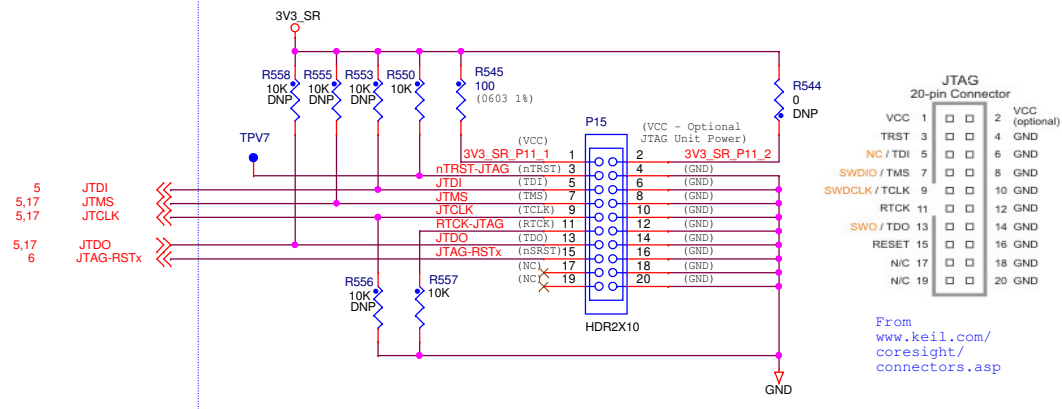 3V3_SR
R558
10K
DNP
R555
10K
DNP
R553
10K
DNP
R550
10K
R545
100
(0603 1%)
R544
0
DNP
TPV7
P15
(VCC - Optional
JTAG Unit Power)
3V3_SR_P11_1 (VCC) 1 2 3V3_SR_P11_2
nTRST-JTAG (nTRST) 3 4 (GND)
5 JTDI JTDI (TDI) 5 6 (GND)
5,17 JTMS JTMS (TMS) 7 8 (GND)
5,17 JTCLK JTCLK (TCLK) 9 10 (GND)
RTCK-JTAG (RTCK) 11 12 (GND)
5,17 JTDO JTDO (TDO) 13 14 (GND)
6 JTAG-RSTx JTAG-RSTx (nSRST) 15 16 (GND)
(NC) 17 18 (GND)
(NC) 19 20 (GND)
R556
10K
DNP
R557
10K
HDR2X10
GND
JTAG
20-pin Connector
VCC 1 2 VCC
(optional)
TRST 3 4 GND
NC / TDI 5 6 GND
SWDIO / TMS 7 8 GND
SWDCLK / TCLK 9 10 GND
RTCK 11 12 GND
SWO / TDO 13 14 GND
RESET 15 16 GND
N/C 17 18 GND
N/C 19 20 GND
From
www.keil.com/
coresight/
connectors.asp